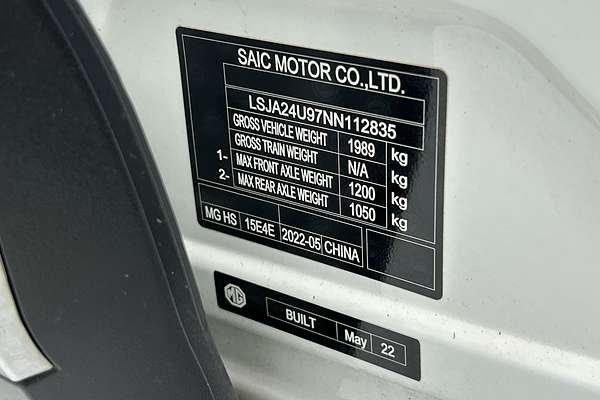 SAIC MOTOR CO.,LTD.
LSJA24U97NN112835
GROSS VEHICLE WEIGHT 1989 kg
GROSS TRAIN WEIGHT N/A kg
1- MAX FRONT AXLE WEIGHT 1200 kg
2- MAX REAR AXLE WEIGHT 1050 kg
MG HS 15E4E 2022-05 CHINA
MG BUILT May 22